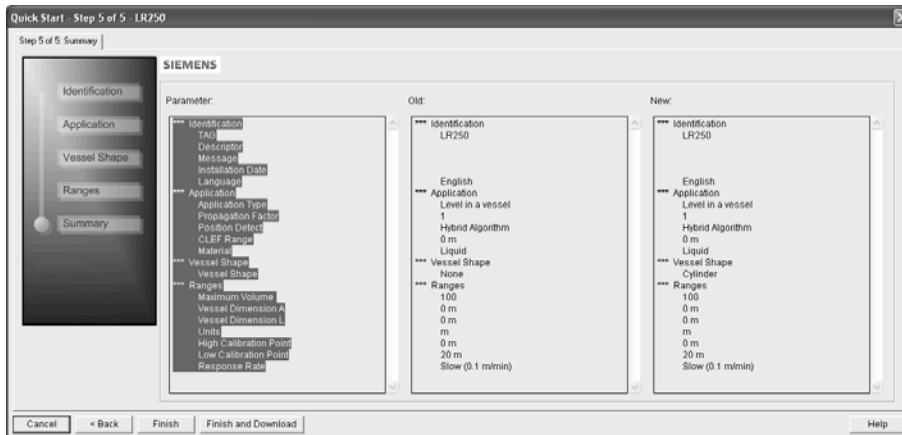 Quick Start - Step 5 of 5 - LR250
Step 5 of 5: Summary
SIEMENS
Identification
Application
Vessel Shape
Ranges
Summary
Parameter:
*** Identification
TAG
Descriptor
Message
Installation Date
Language
*** Application
Application Type
Propagation Factor
Position Detect
CLEF Range
Material
*** Vessel Shape
Vessel Shape
*** Ranges
Maximum Volume
Vessel Dimension A
Vessel Dimension L
Units
High Calibration Point
Low Calibration Point
Response Rate
Old:
*** Identification
LR250
English
*** Application
Level in a vessel
1
Hybrid Algorithm
0 m
Liquid
*** Vessel Shape
None
*** Ranges
100
0 m
0 m
m
0 m
20 m
Slow (0.1 m/min)
New:
*** Identification
LR250
English
*** Application
Level in a vessel
1
Hybrid Algorithm
0 m
Liquid
*** Vessel Shape
Cylinder
*** Ranges
100
0 m
0 m
m
0 m
20 m
Slow (0.1 m/min)
Cancel
< Back
Finish
Finish and Download
Help